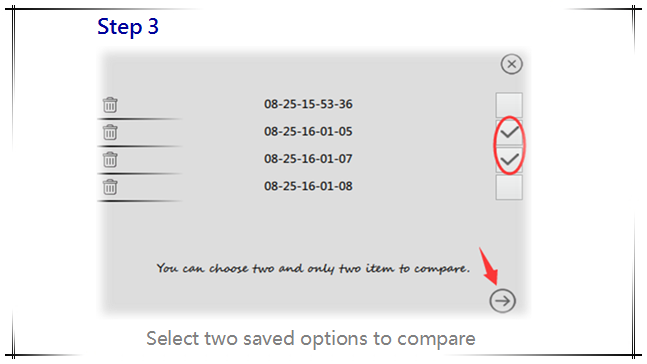 Step 3
08-25-15-53-36
08-25-16-01-05
08-25-16-01-07
08-25-16-01-08
You can choose two and only two item to compare.
Select two saved options to compare